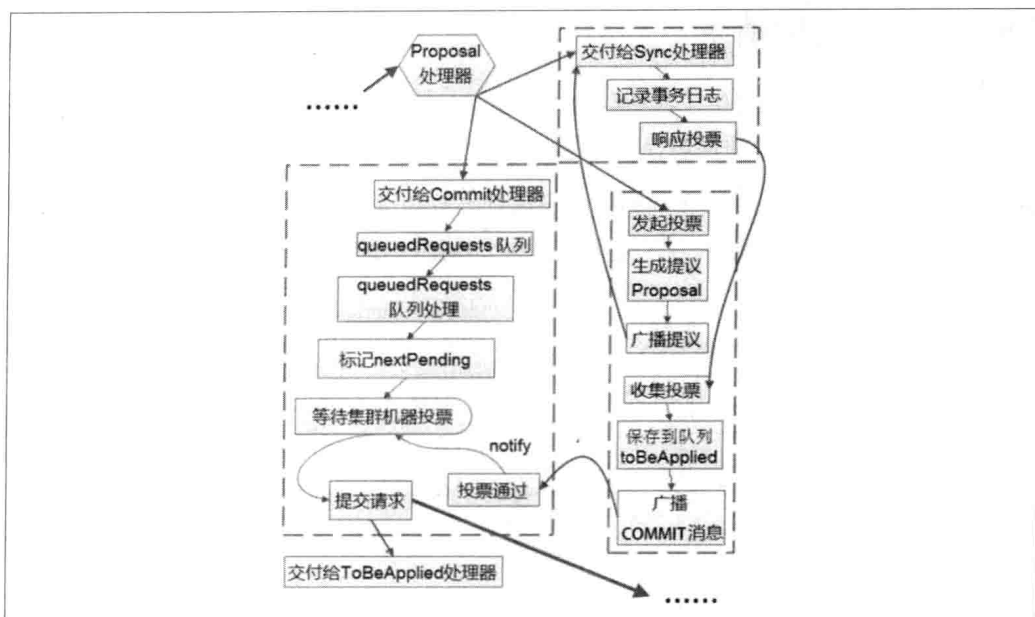 Proposal
处理器
......
交付给Sync处理器
记录事务日志
响应投票
交付给Commit处理器
queuedRequests 队列
queuedRequests
队列处理
标记nextPending
等待集群机器投票
notify
投票通过
提交请求
交付给ToBeApplied处理器
发起投票
生成提议
Proposal
广播提议
收集投票
保存到队列
toBeApplied
广播
COMMIT消息
......